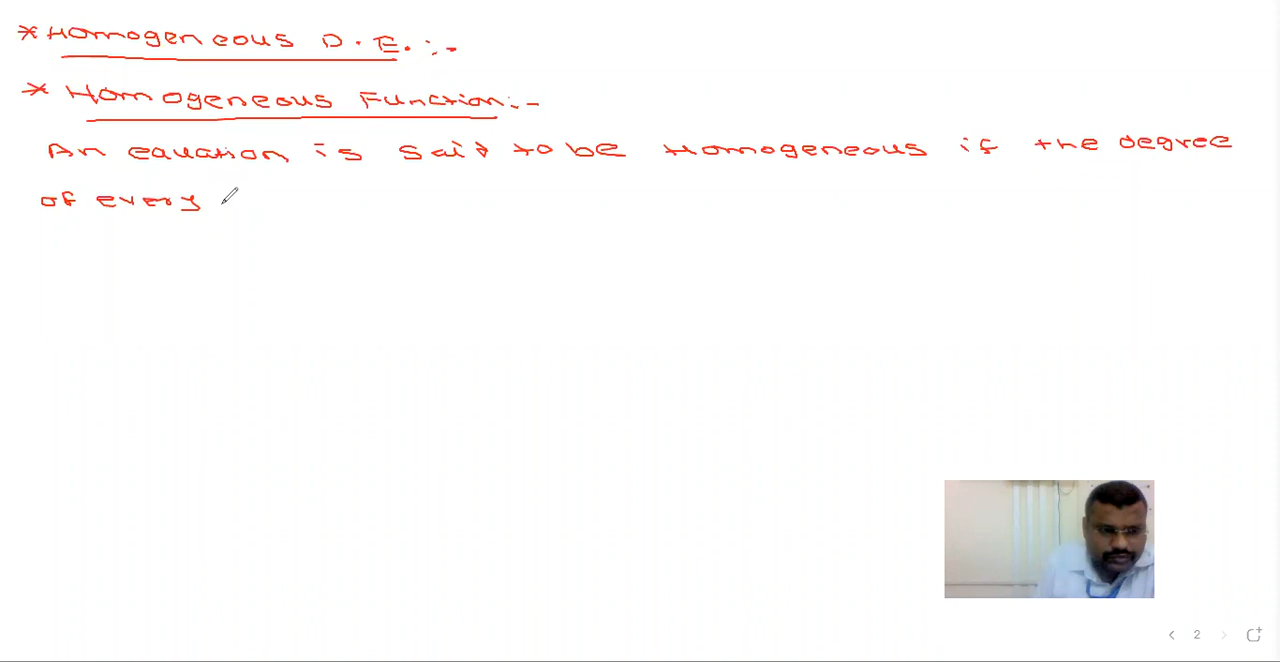 * Homogeneous D.E. :-
* Homogeneous Function :-
An equation is said to be Homogeneous if the degree
of every
2